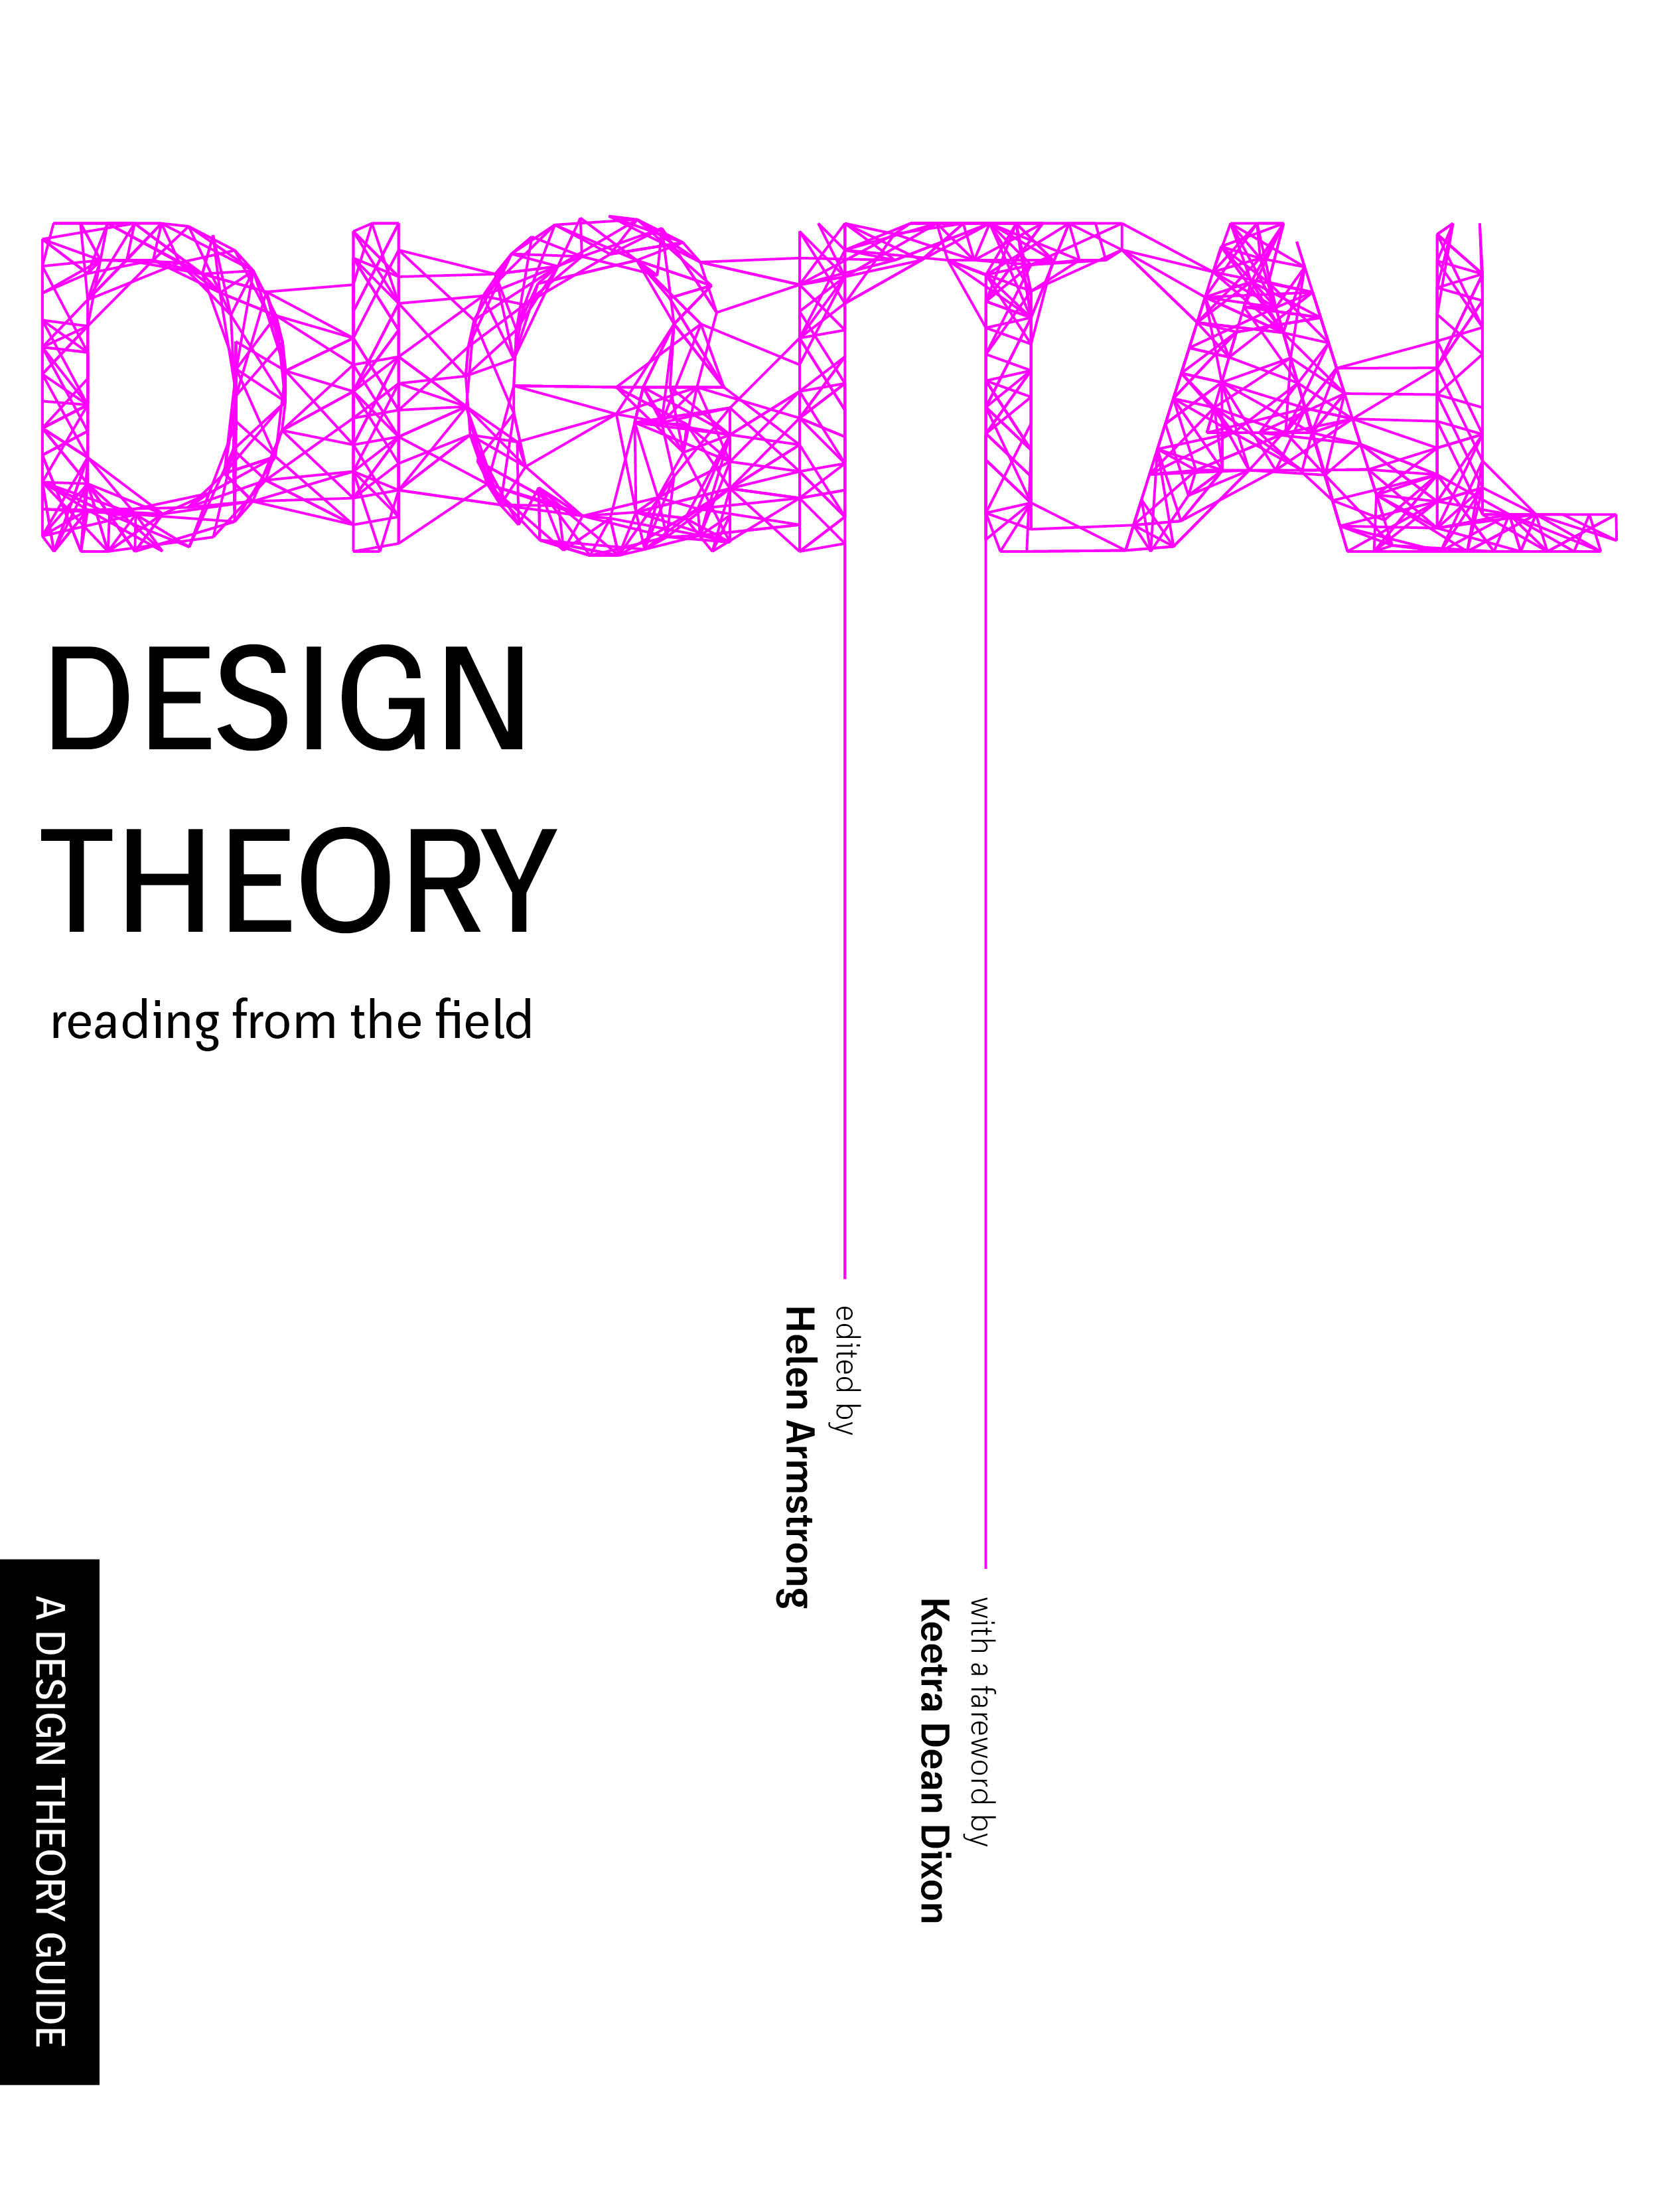 DIGITAL
DESIGN
THEORY
reading from the field
edited by
Helen Armstrong
with a fareword by
Keetra Dean Dixon
A DESIGN THEORY GUIDE